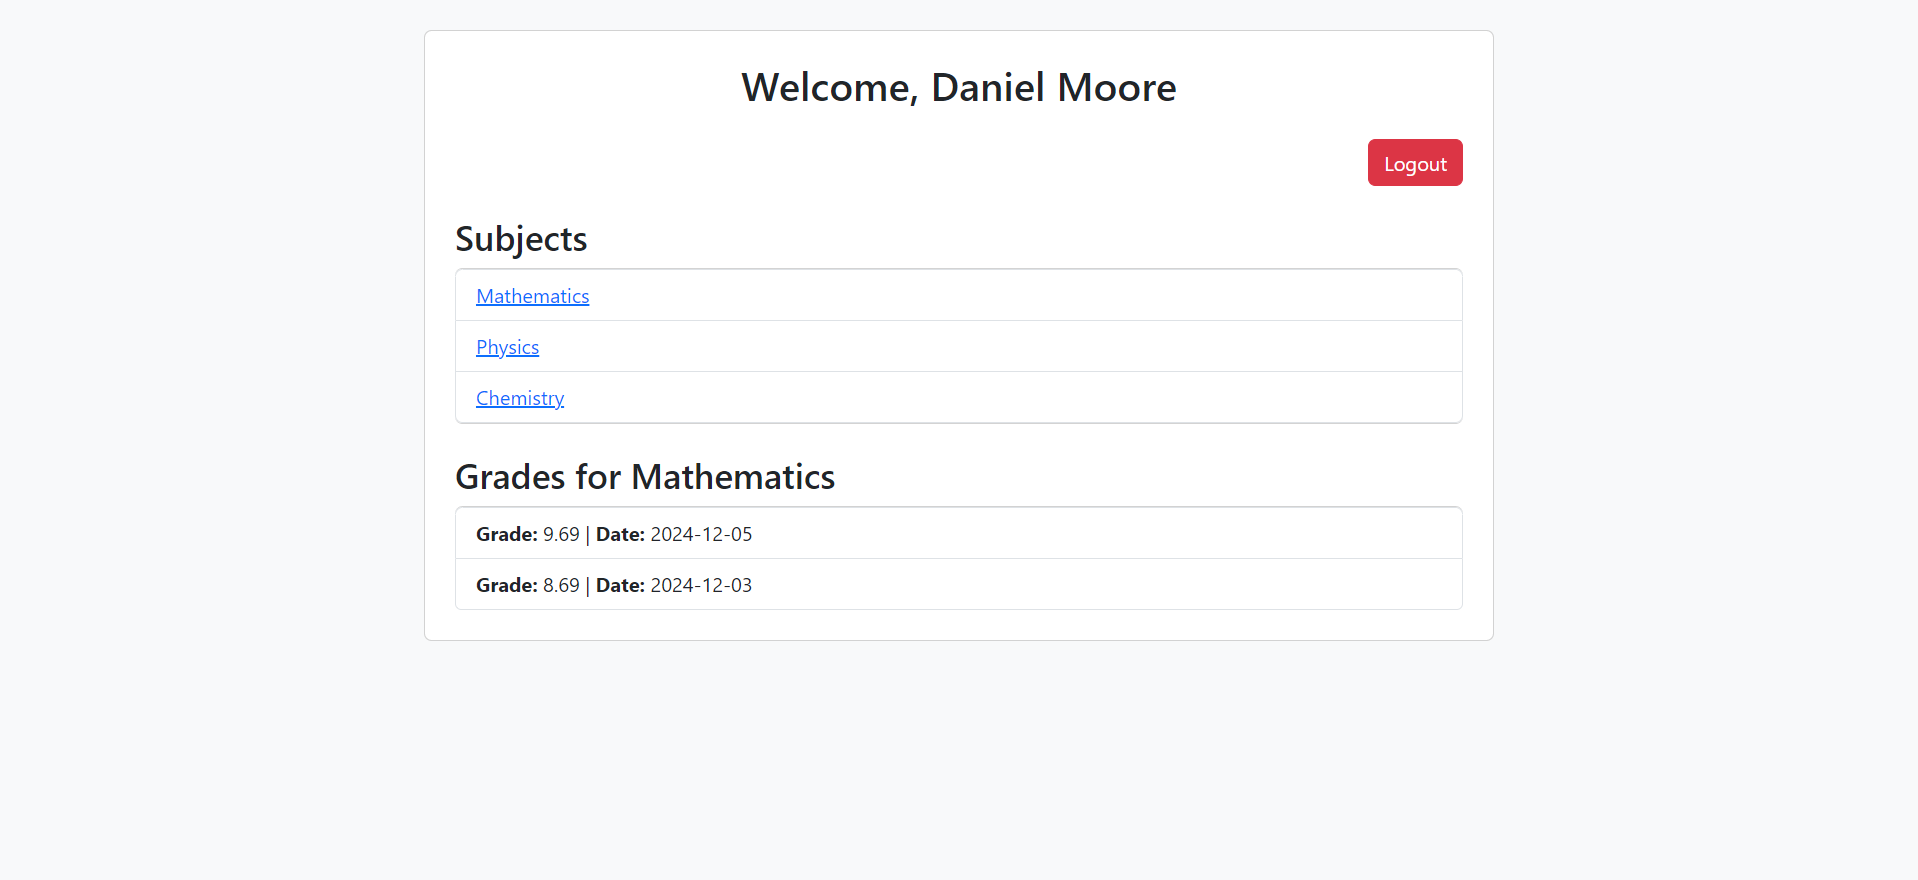 Welcome, Daniel Moore
Logout
Subjects
Mathematics
Physics
Chemistry
Grades for Mathematics
Grade: 9.69 | Date: 2024-12-05
Grade: 8.69 | Date: 2024-12-03